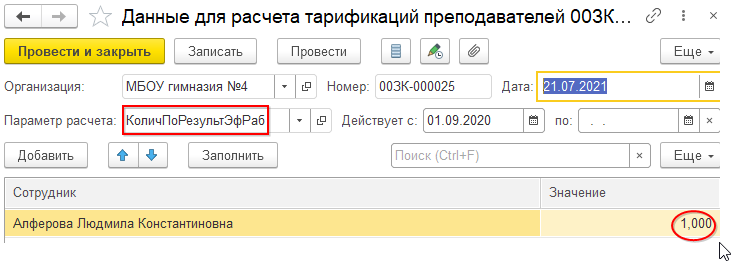 Данные для расчета тарификаций преподавателей 00ЗК...
Провести и закрыть Записать Провести Еще
Организация: МБОУ гимназия №4 Номер: 00ЗК-000025 Дата: 21.07.2021
Параметр расчета: КоличПоРезультЭфРаб Действует с: 01.09.2020 по: . .
Добавить Заполнить Поиск (Ctrl+F) × Еще
Сотрудник Значение
Алферова Людмила Константиновна 1,000